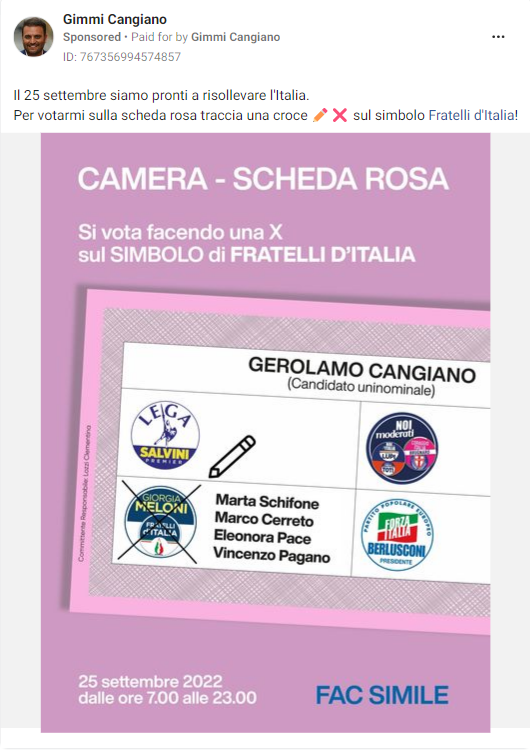 Gimmi Cangiano
Sponsored • Paid for by Gimmi Cangiano
ID: 767356994574857
Il 25 settembre siamo pronti a risollevare l'Italia.
Per votarmi sulla scheda rosa traccia una croce ✏️ ❌ sul simbolo Fratelli d'Italia!
CAMERA - SCHEDA ROSA
Si vota facendo una X
sul SIMBOLO di FRATELLI D'ITALIA
GEROLAMO CANGIANO
(Candidato uninominale)
LEGA
SALVINI
PREMIER
NOI
moderati
GIORGIA
MELONI
FRATELLI
d'ITALIA
Marta Schifone
Marco Cerreto
Eleonora Pace
Vincenzo Pagano
PARTITO POPOLARE EUROPEO
FORZA
ITALIA
BERLUSCONI
PRESIDENTE
Committente Responsabile: Luzzi Clementina
25 settembre 2022
dalle ore 7.00 alle 23.00
FAC SIMILE